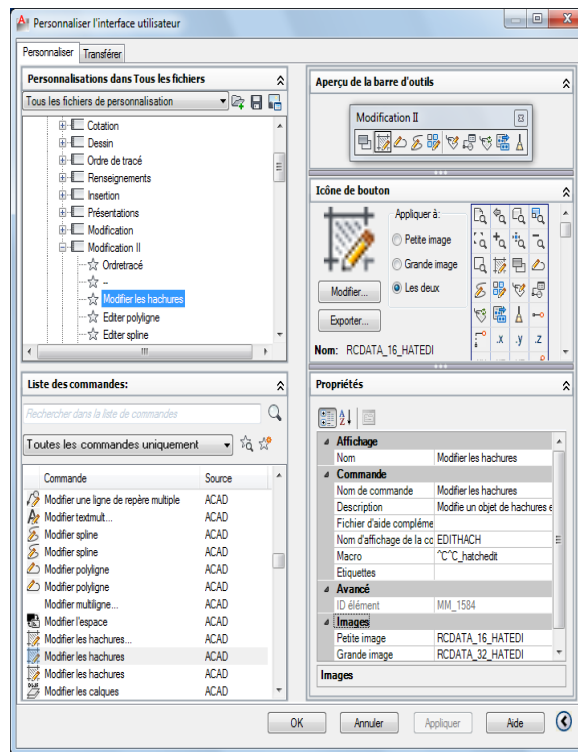 Personnaliser l'interface utilisateur
Personnaliser
Transférer
Personnalisations dans Tous les fichiers
Tous les fichiers de personnalisation
Cotation
Dessin
Ordre de tracé
Renseignements
Insertion
Présentations
Modification
Modification II
Ordretracé
--
Modifier les hachures
Editer polyligne
Editer spline
Liste des commandes:
Rechercher dans la liste de commandes
Toutes les commandes uniquement
Commande Source
Modifier une ligne de repère multiple ACAD
Modifier textmult... ACAD
Modifier spline ACAD
Modifier spline ACAD
Modifier polyligne ACAD
Modifier polyligne ACAD
Modifier multiligne... ACAD
Modifier l'espace ACAD
Modifier les hachures... ACAD
Modifier les hachures ACAD
Modifier les hachures ACAD
Modifier les calques ACAD
Aperçu de la barre d'outils
Modification II
Icône de bouton
Appliquer à:
Petite image
Grande image
Les deux
Modifier...
Exporter...
.x .y .z
Nom: RCDATA_16_HATEDI
Propriétés
Affichage
Nom Modifier les hachures
Commande
Nom de commande Modifier les hachures
Description Modifie un objet de hachures e
Fichier d'aide compléme
Nom d'affichage de la co EDITHACH
Macro ^C^C_hatchedit
Etiquettes
Avancé
ID élément MM_1584
Images
Petite image RCDATA_16_HATEDI
Grande image RCDATA_32_HATEDI
Images
OK
Annuler
Appliquer
Aide